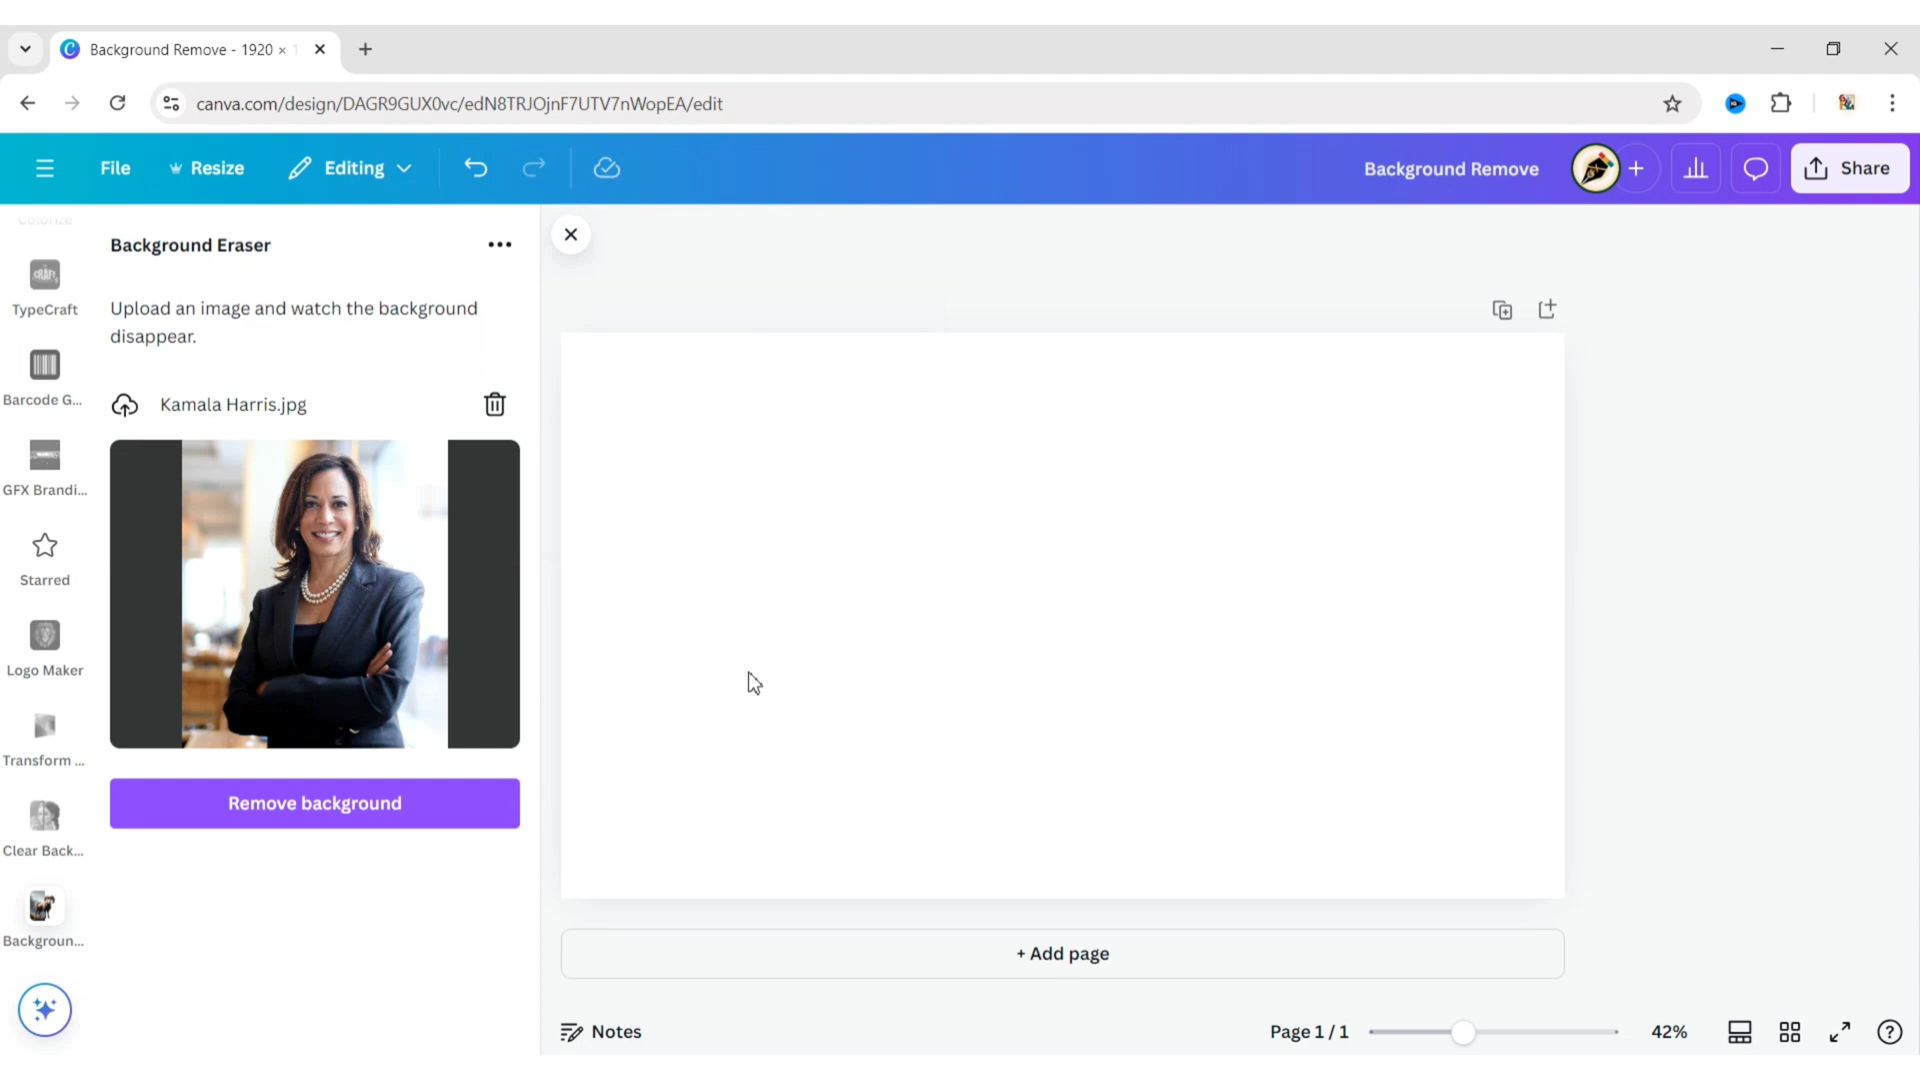 Background Remove - 1920 × 1
canva.com/design/DAGR9GUX0vc/edN8TRJOjnF7UTV7nWopEA/edit
File
Resize
Editing
Background Remove
Share
Colorize
TypeCraft
Barcode G...
GFX Brandi...
Starred
Logo Maker
Transform ...
Clear Back...
Backgroun...
Background Eraser
Upload an image and watch the background
disappear.
Kamala Harris.jpg
Remove background
+ Add page
Notes
Page 1 / 1
42%